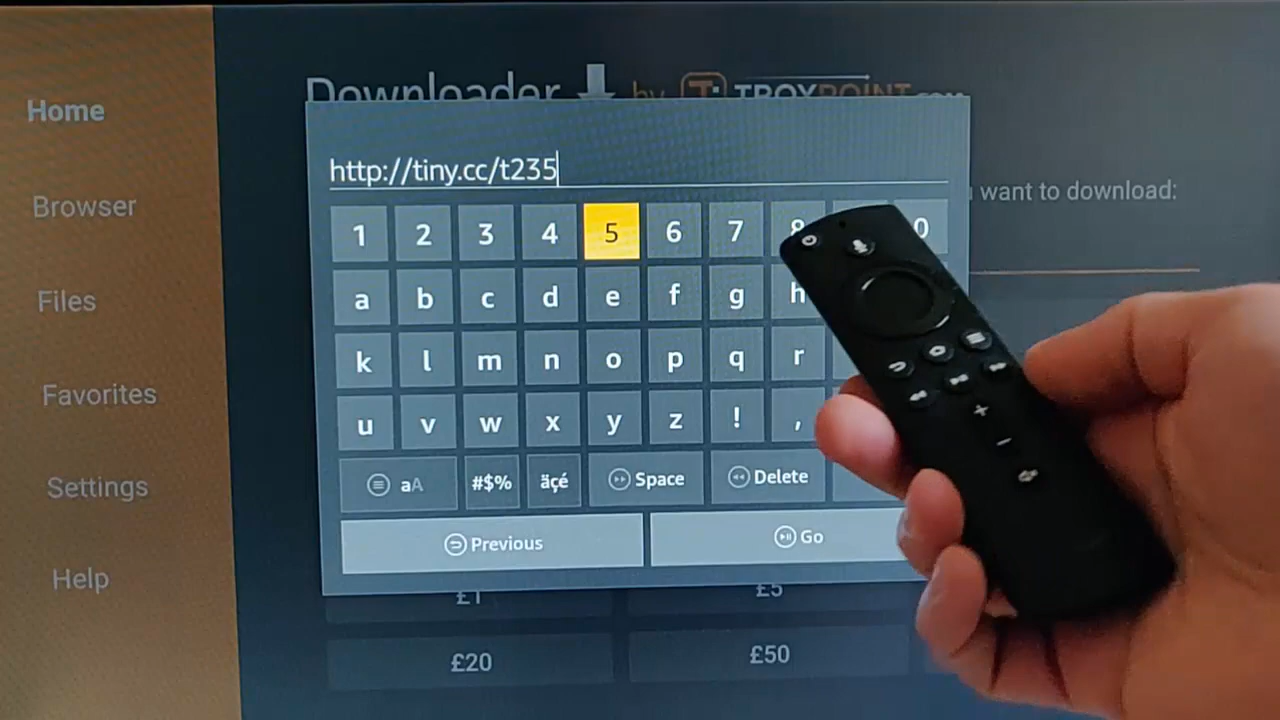 Home
Browser
Files
Favorites
Settings
Help
Downloader by TROYPOINT
want to download:
http://tiny.cc/t235
1 2 3 4 5 6 7 8 0
a b c d e f g h
k l m n o p q r
u v w x y z ! ,
aA #$% äçé Space Delete
Previous Go
£1 £5
£20 £50